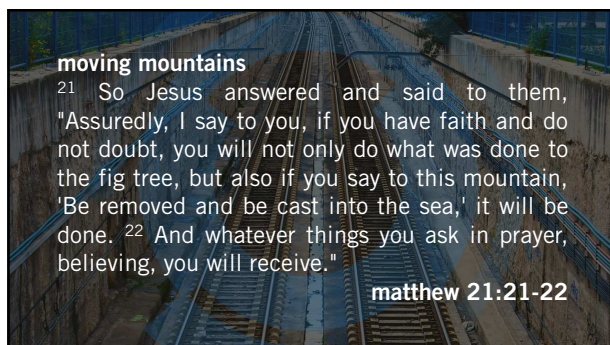 moving mountains
21 So Jesus answered and said to them,
"Assuredly, I say to you, if you have faith and do
not doubt, you will not only do what was done to
the fig tree, but also if you say to this mountain,
'Be removed and be cast into the sea,' it will be
done. 22 And whatever things you ask in prayer,
believing, you will receive."
matthew 21:21-22